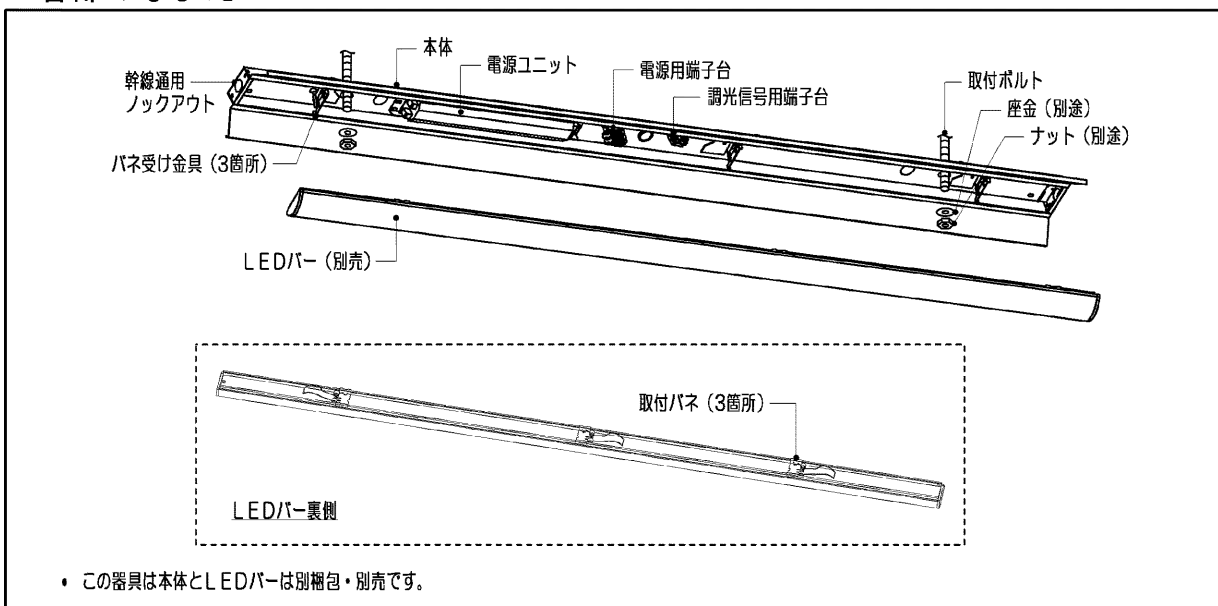 本体
電源ユニット
電源用端子台
調光信号用端子台
取付ボルト
座金（別途）
ナット（別途）
幹線通用
ノックアウト
バネ受け金具（3箇所）
LEDバー（別売）
取付バネ（3箇所）
LEDバー裏側
• この器具は本体とLEDバーは別梱包・別売です。